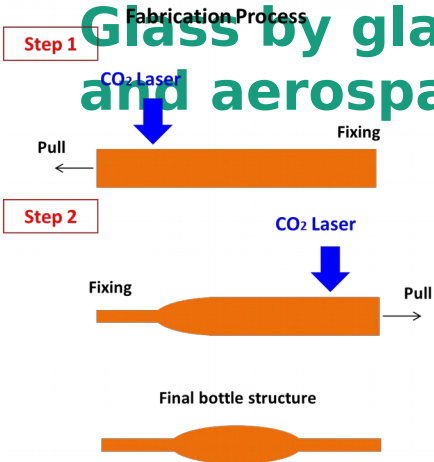 Fabrication Process
Glass by gla
Step 1
CO2 Laser
and aerospa
Fixing
Pull
Step 2
CO2 Laser
Fixing
Pull
Final bottle structure